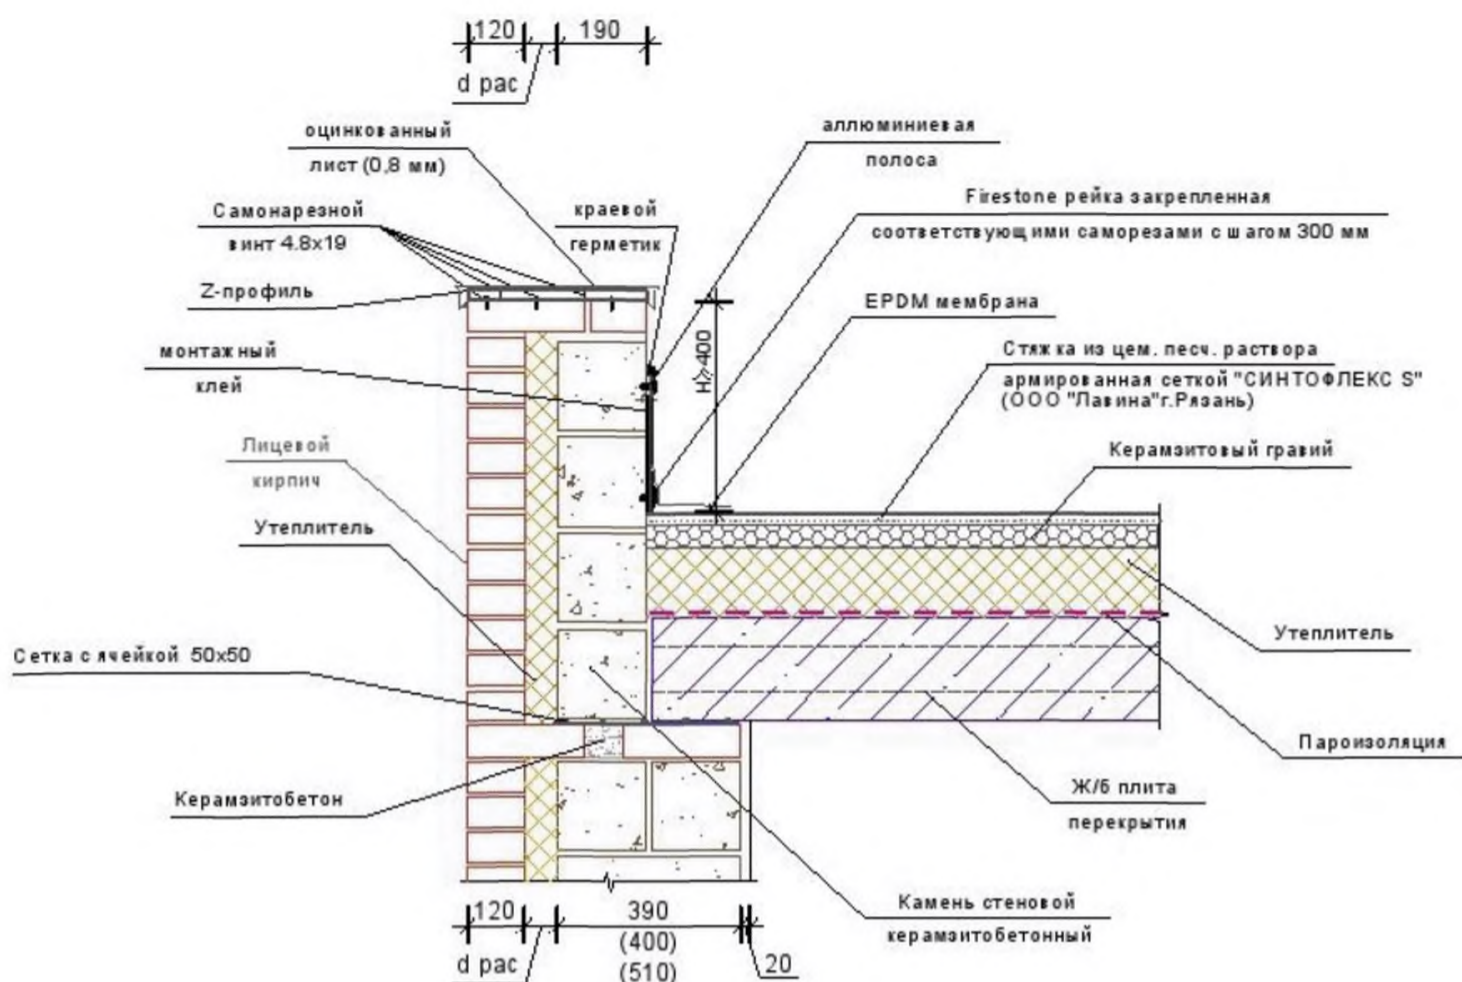 120
190
d рас
оцинкованный
лист (0,8 мм)
аллюминиевая
полоса
Самонарезной
винт 4.8х19
краевой
герметик
Firestone рейка закрепленная
соответствующими саморезами с шагом 300 мм
Z-профиль
EPDM мембрана
монтажный
клей
H≥400
Стяжка из цем. песч. раствора
армированная сеткой "СИНТОФЛЕКС S"
(ООО "Лавина"г.Рязань)
Лицевой
кирпич
Керамзитовый гравий
Утеплитель
Утеплитель
Сетка с ячейкой 50х50
Пароизоляция
Керамзитобетон
Ж/б плита
перекрытия
Камень стеновой
керамзитобетонный
120
390
(400)
(510)
d рас
20